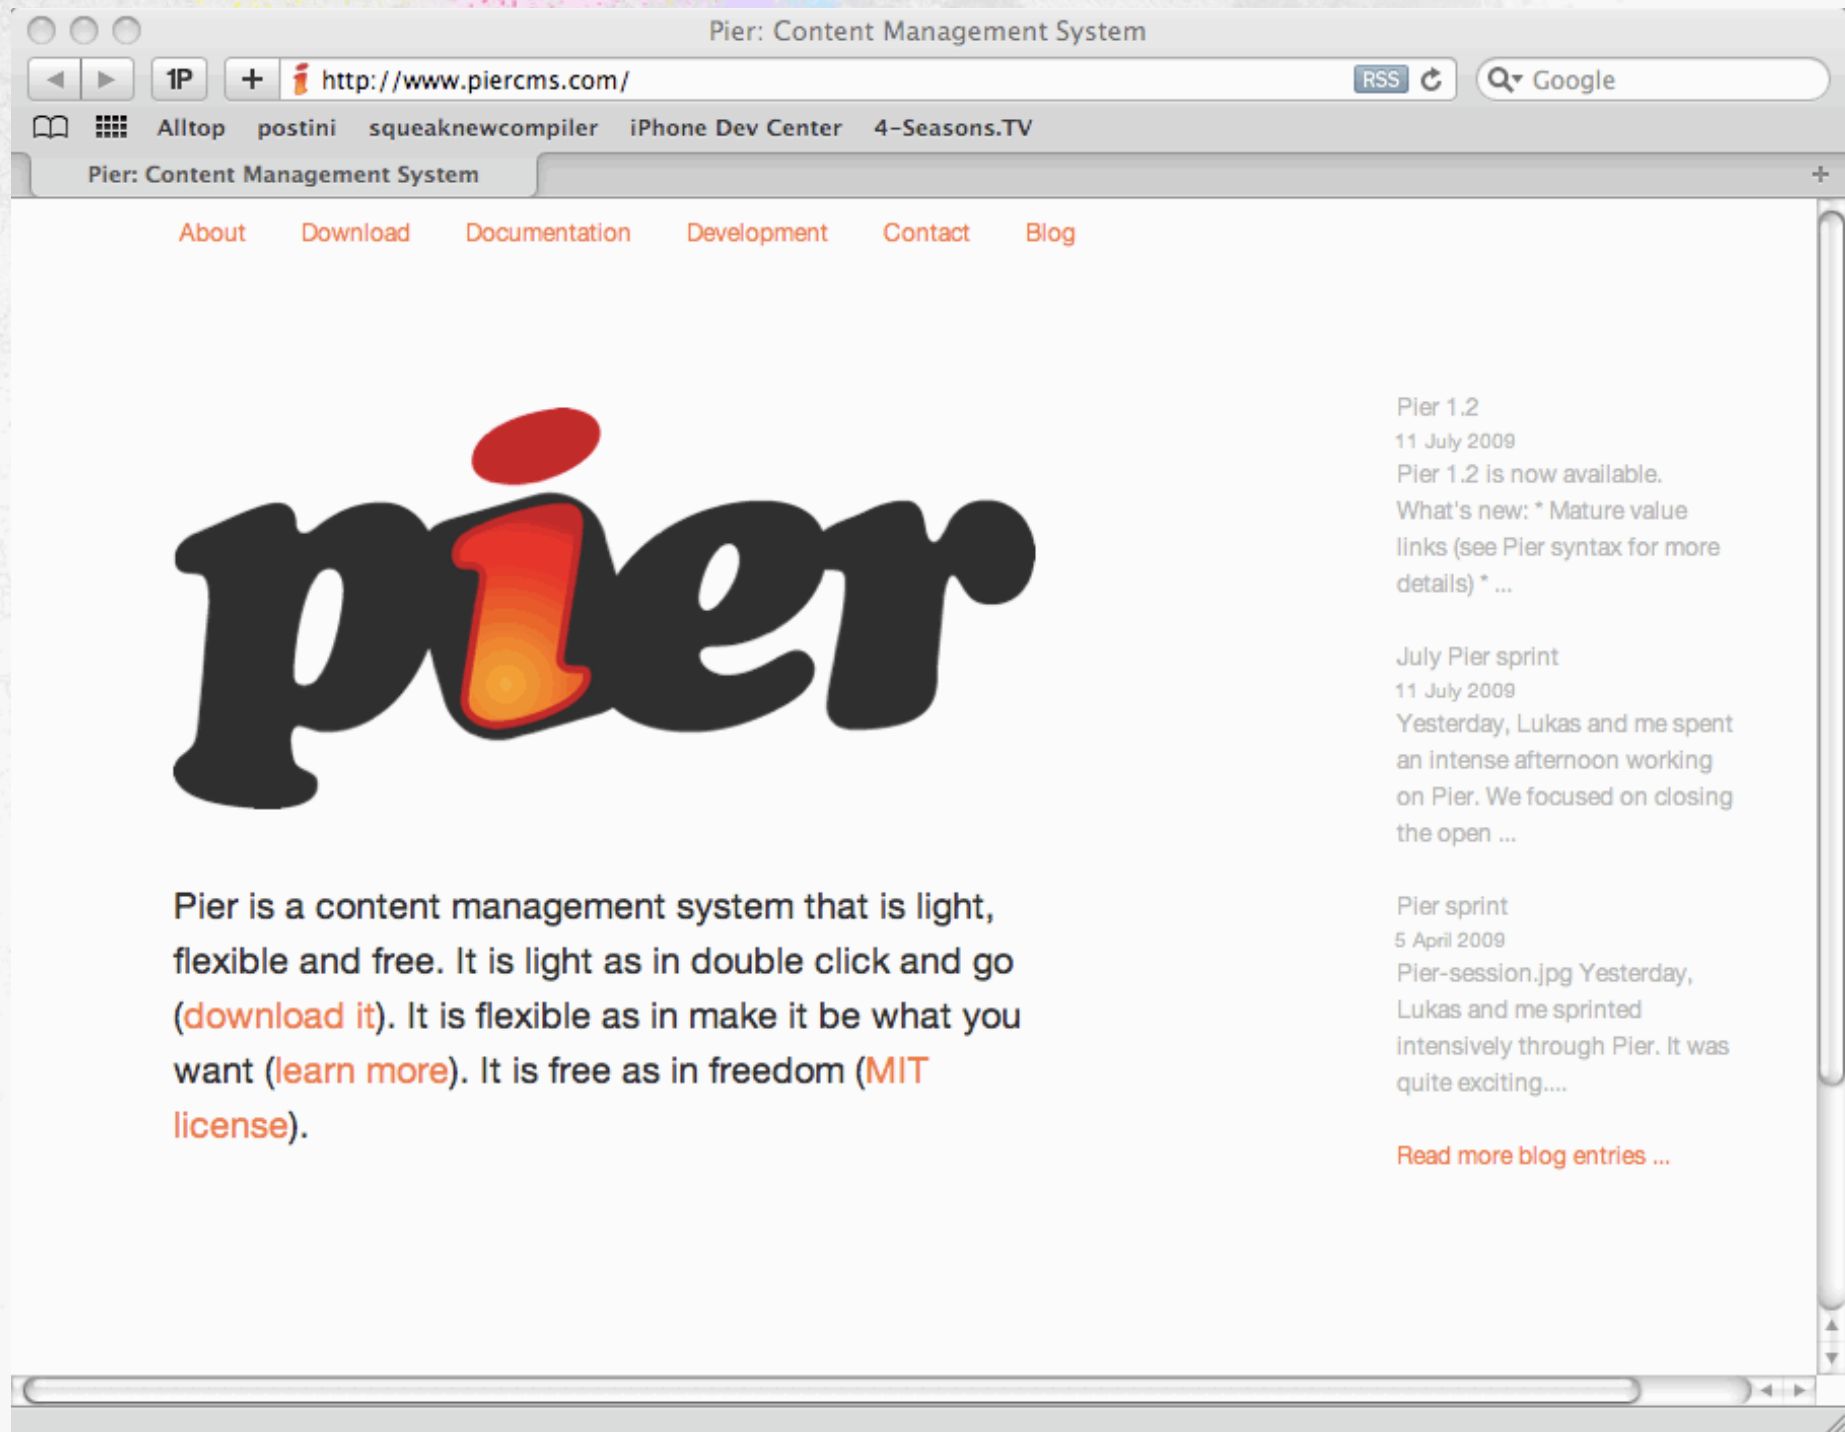 Pier: Content Management System
1P + http://www.piercms.com/ RSS Google
Alltop postini squeaknewcompiler iPhone Dev Center 4-Seasons.TV
Pier: Content Management System +
About Download Documentation Development Contact Blog
pier
Pier is a content management system that is light,
flexible and free. It is light as in double click and go
(download it). It is flexible as in make it be what you
want (learn more). It is free as in freedom (MIT
license).
Pier 1.2
11 July 2009
Pier 1.2 is now available.
What's new: * Mature value
links (see Pier syntax for more
details) * ...
July Pier sprint
11 July 2009
Yesterday, Lukas and me spent
an intense afternoon working
on Pier. We focused on closing
the open ...
Pier sprint
5 April 2009
Pier-session.jpg Yesterday,
Lukas and me sprinted
intensively through Pier. It was
quite exciting....
Read more blog entries ...